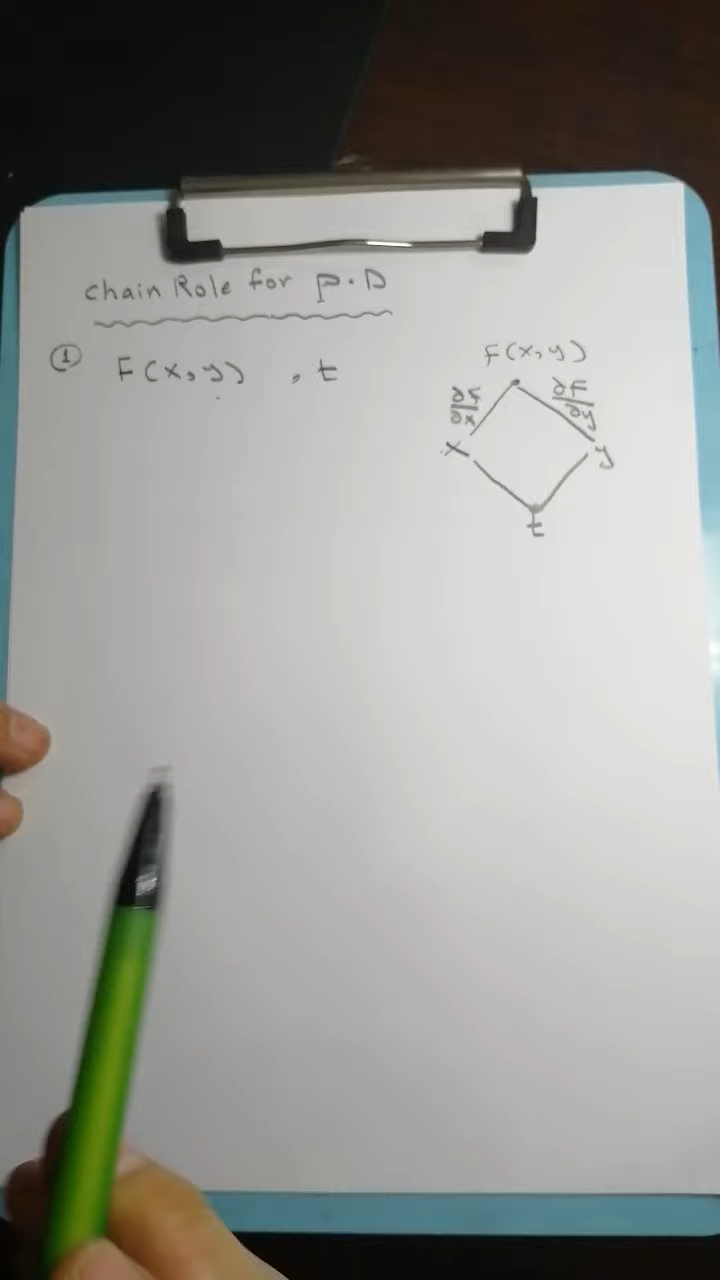 chain Role for P.D
① F(x,y) , t
F(x,y)
∂F/∂x ∂F/∂y
x y
t